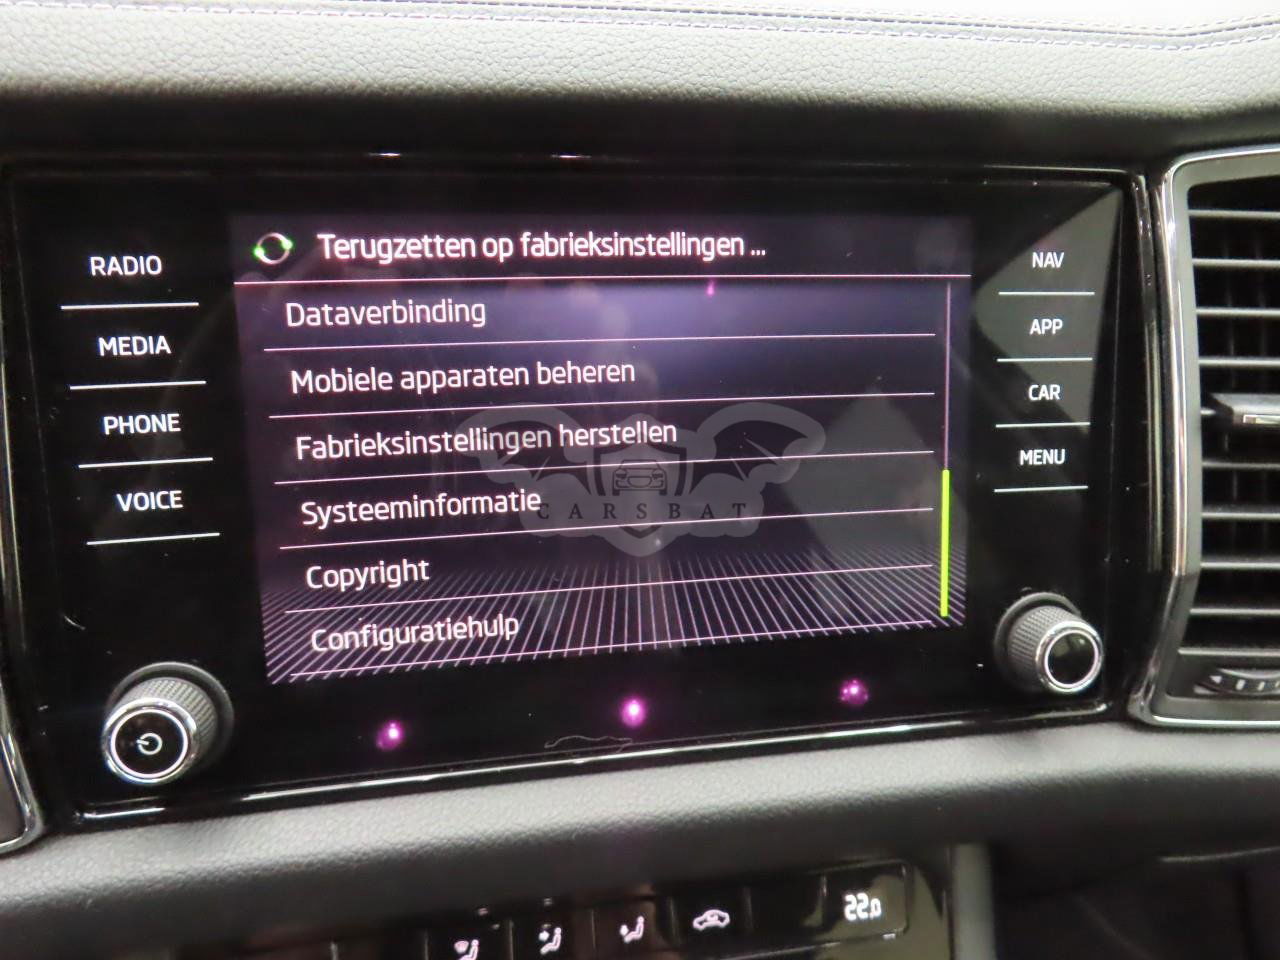 Terugzetten op fabrieksinstellingen ...
RADIO
MEDIA
PHONE
VOICE
Dataverbinding
Mobiele apparaten beheren
Fabrieksinstellingen herstellen
Systeeminformatie
Copyright
Configuratiehulp
NAV
APP
CAR
MENU
CARSBAT
22.0